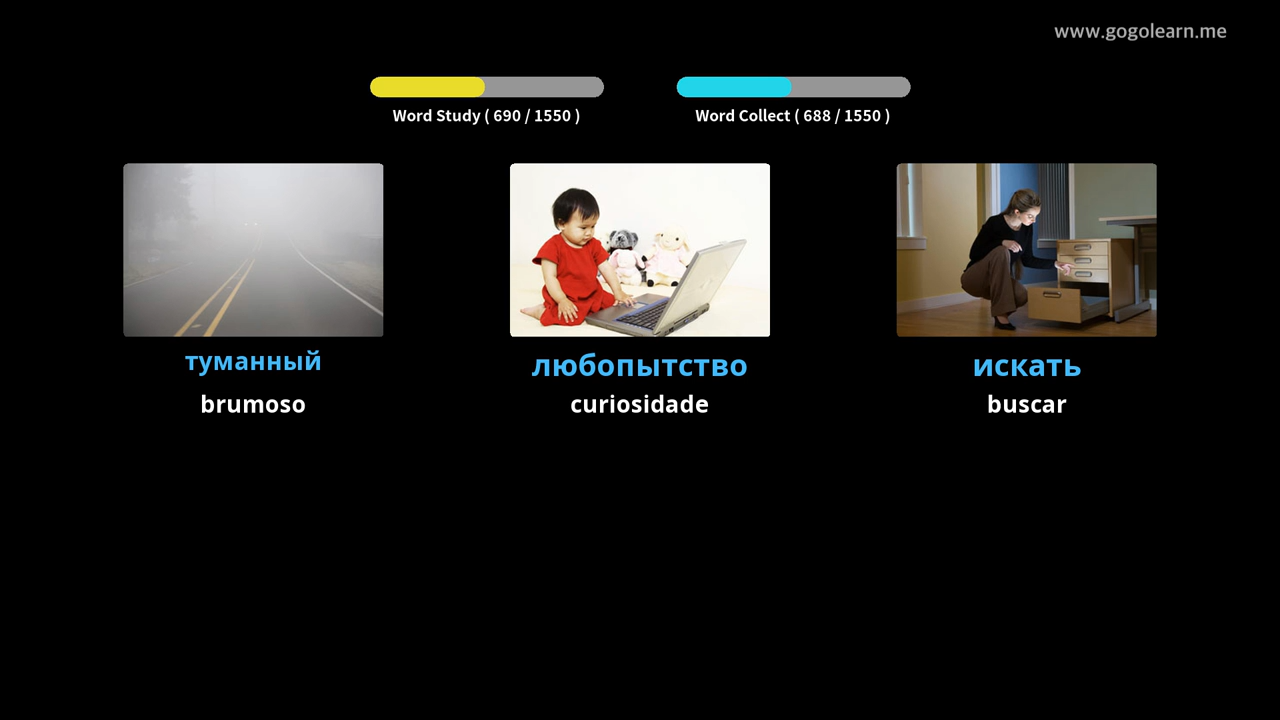 www.gogolearn.me
Word Study ( 690 / 1550 )
Word Collect ( 688 / 1550 )
туманный
любопытство
искать
brumoso
curiosidade
buscar